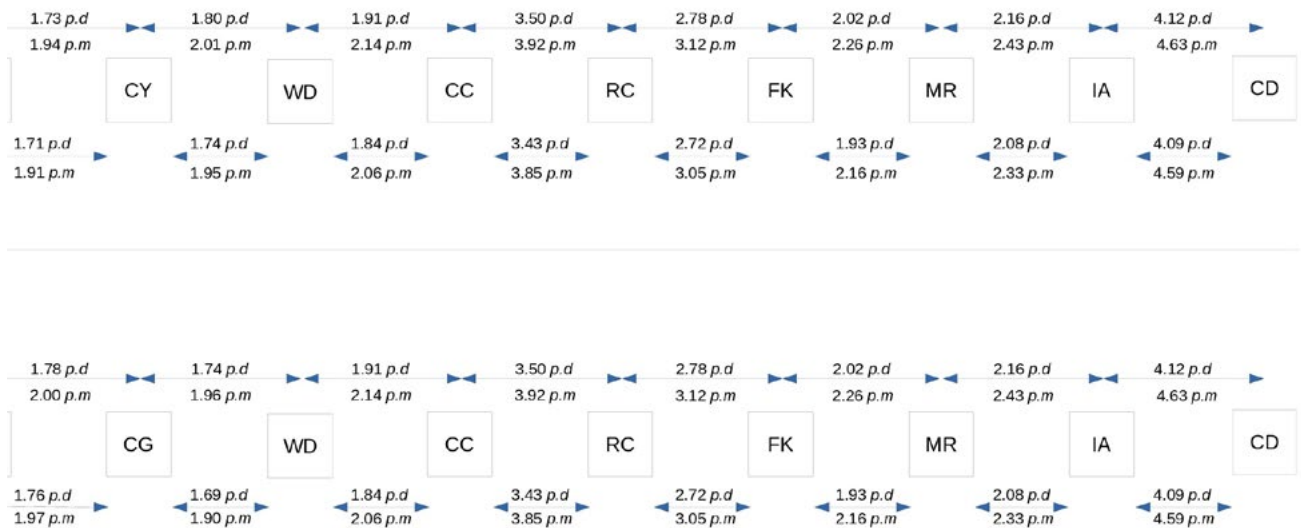 1.73 p.d 1.80 p.d 1.91 p.d 3.50 p.d 2.78 p.d 2.02 p.d 2.16 p.d 4.12 p.d
1.94 p.m 2.01 p.m 2.14 p.m 3.92 p.m 3.12 p.m 2.26 p.m 2.43 p.m 4.63 p.m
CY WD CC RC FK MR IA CD
1.71 p.d 1.74 p.d 1.84 p.d 3.43 p.d 2.72 p.d 1.93 p.d 2.08 p.d 4.09 p.d
1.91 p.m 1.95 p.m 2.06 p.m 3.85 p.m 3.05 p.m 2.16 p.m 2.33 p.m 4.59 p.m
1.78 p.d 1.74 p.d 1.91 p.d 3.50 p.d 2.78 p.d 2.02 p.d 2.16 p.d 4.12 p.d
2.00 p.m 1.96 p.m 2.14 p.m 3.92 p.m 3.12 p.m 2.26 p.m 2.43 p.m 4.63 p.m
CG WD CC RC FK MR IA CD
1.76 p.d 1.69 p.d 1.84 p.d 3.43 p.d 2.72 p.d 1.93 p.d 2.08 p.d 4.09 p.d
1.97 p.m 1.90 p.m 2.06 p.m 3.85 p.m 3.05 p.m 2.16 p.m 2.33 p.m 4.59 p.m